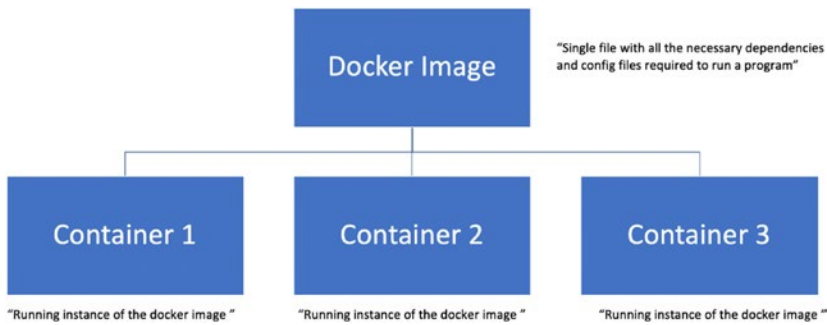 Docker Image
“Single file with all the necessary dependencies
and config files required to run a program”
Container 1
Container 2
Container 3
“Running instance of the docker image ”
“Running instance of the docker image ”
“Running instance of the docker image ”